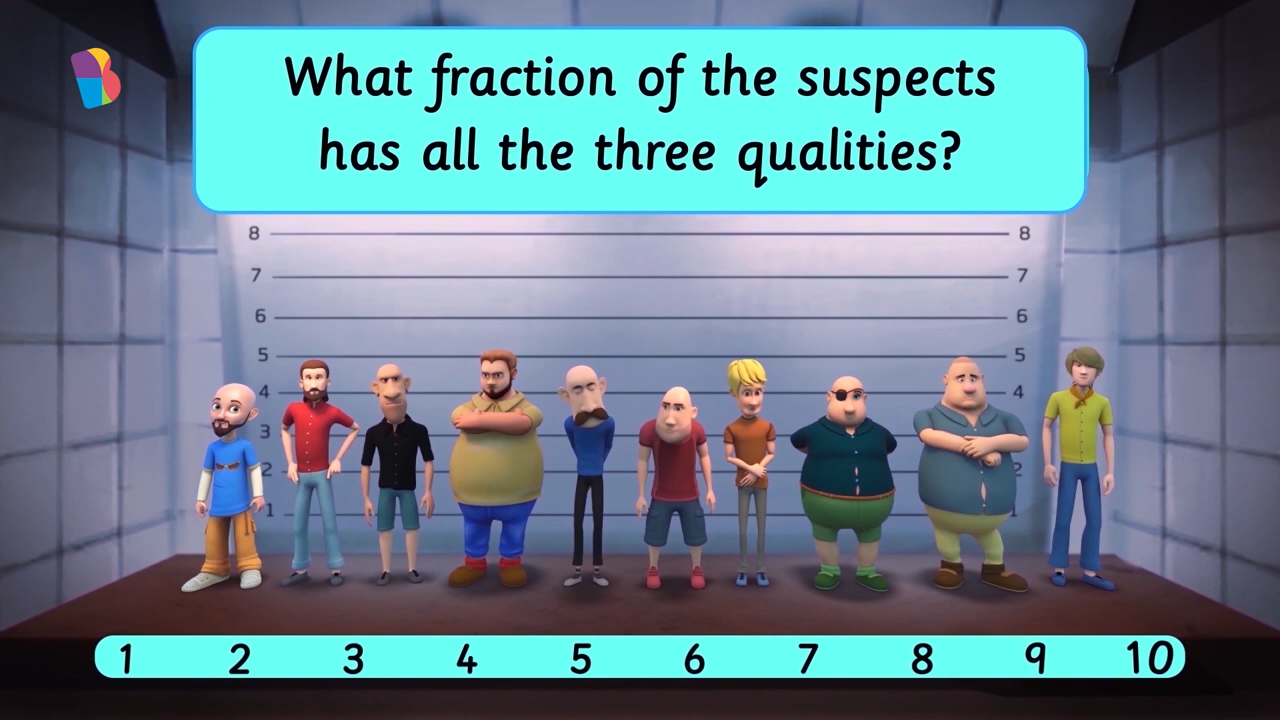 What fraction of the suspects
has all the three qualities?
8 8
7 7
6 6
5 5
4 4
3
2 2
1 1
1 2 3 4 5 6 7 8 9 10